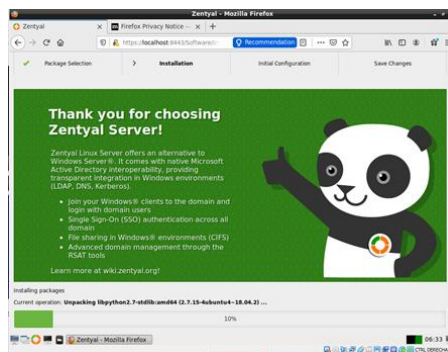 Zentyal - Mozilla Firefox
Zentyal
Firefox Privacy Notice —
https://localhost:8443/Software/
Recommendation
Package Selection
Installation
Initial Configuration
Save Changes
Thank you for choosing
Zentyal Server!
Zentyal Linux Server offers an alternative to
Windows Server®. It comes with native Microsoft
Active Directory interoperability, providing
transparent integration in Windows environments
(LDAP, DNS, Kerberos).
Join your Windows® clients to the domain and
login with domain users
Single Sign-On (SSO) authentication across all
domain
File sharing in Windows® environments (CIFS)
Advanced domain management through the
RSAT tools
Learn more at wiki.zentyal.org!
Installing packages
Current operation: Unpacking libpython2.7-stdlib:amd64 (2.7.15-4ubuntu4~18.04.2) ...
10%
Zentyal - Mozilla Firefox
06:31
CTRL DERECHA